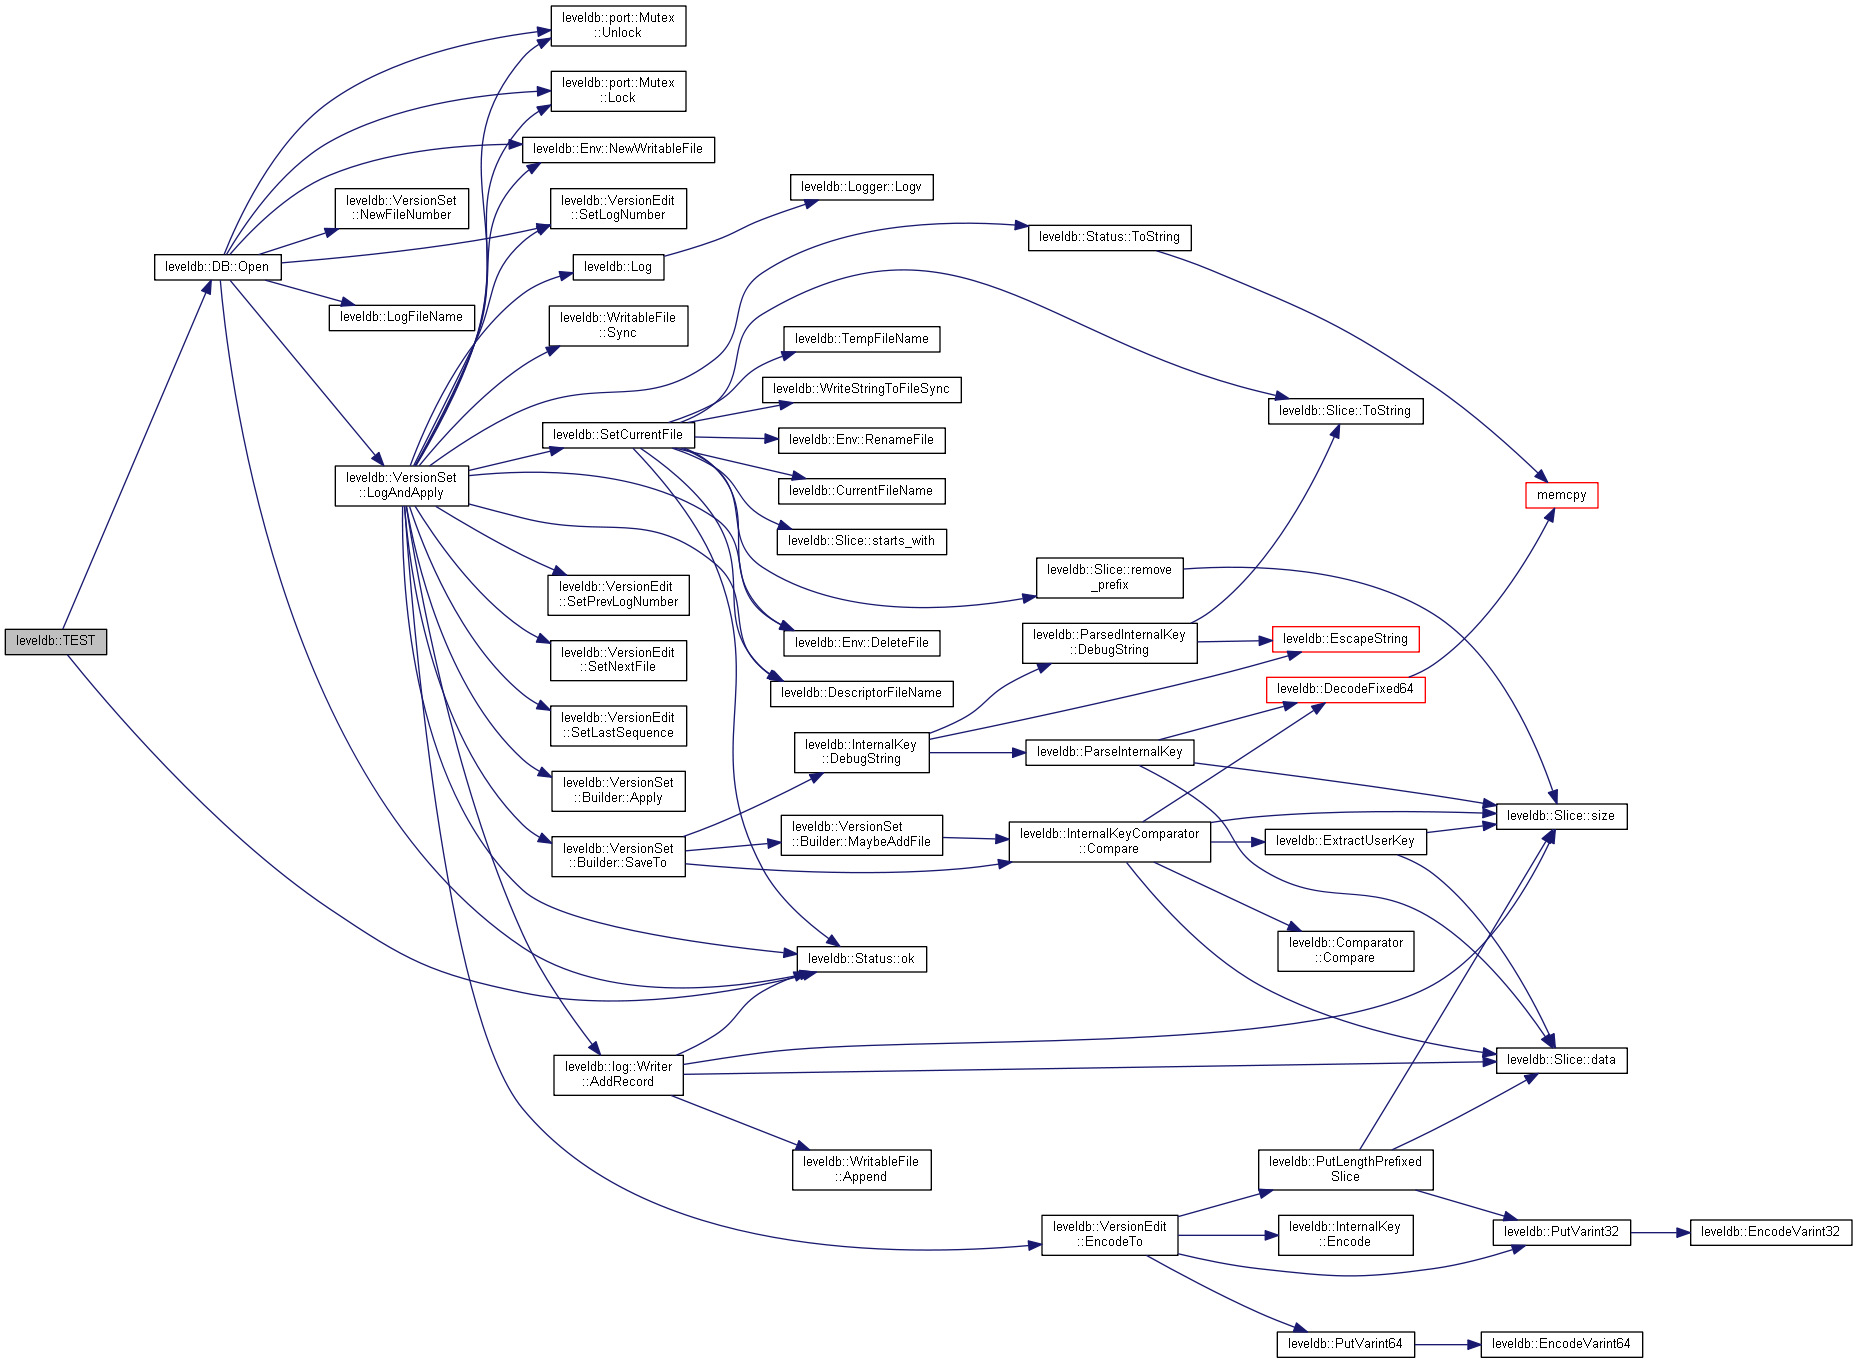 leveldb::port::Mutex
::Unlock
leveldb::port::Mutex
::Lock
leveldb::Env::NewWritableFile
leveldb::Logger::Logv
leveldb::VersionSet
::NewFileNumber
leveldb::VersionEdit
::SetLogNumber
leveldb::Status::ToString
leveldb::DB::Open
leveldb::Log
leveldb::LogFileName
leveldb::WritableFile
::Sync
leveldb::TempFileName
leveldb::WriteStringToFileSync
leveldb::Slice::ToString
leveldb::SetCurrentFile
leveldb::Env::RenameFile
leveldb::VersionSet
::LogAndApply
leveldb::CurrentFileName
memcpy
leveldb::Slice::starts_with
leveldb::Slice::remove
_prefix
leveldb::VersionEdit
::SetPrevLogNumber
leveldb::TEST
leveldb::Env::DeleteFile
leveldb::ParsedInternalKey
::DebugString
leveldb::EscapeString
leveldb::VersionEdit
::SetNextFile
leveldb::DescriptorFileName
leveldb::DecodeFixed64
leveldb::VersionEdit
::SetLastSequence
leveldb::InternalKey
::DebugString
leveldb::ParseInternalKey
leveldb::VersionSet
::Builder::Apply
leveldb::Slice::size
leveldb::VersionSet
::Builder::MaybeAddFile
leveldb::InternalKeyComparator
::Compare
leveldb::ExtractUserKey
leveldb::VersionSet
::Builder::SaveTo
leveldb::Comparator
::Compare
leveldb::Status::ok
leveldb::Slice::data
leveldb::log::Writer
::AddRecord
leveldb::WritableFile
::Append
leveldb::PutLengthPrefixed
Slice
leveldb::VersionEdit
::EncodeTo
leveldb::InternalKey
::Encode
leveldb::PutVarint32
leveldb::EncodeVarint32
leveldb::PutVarint64
leveldb::EncodeVarint64